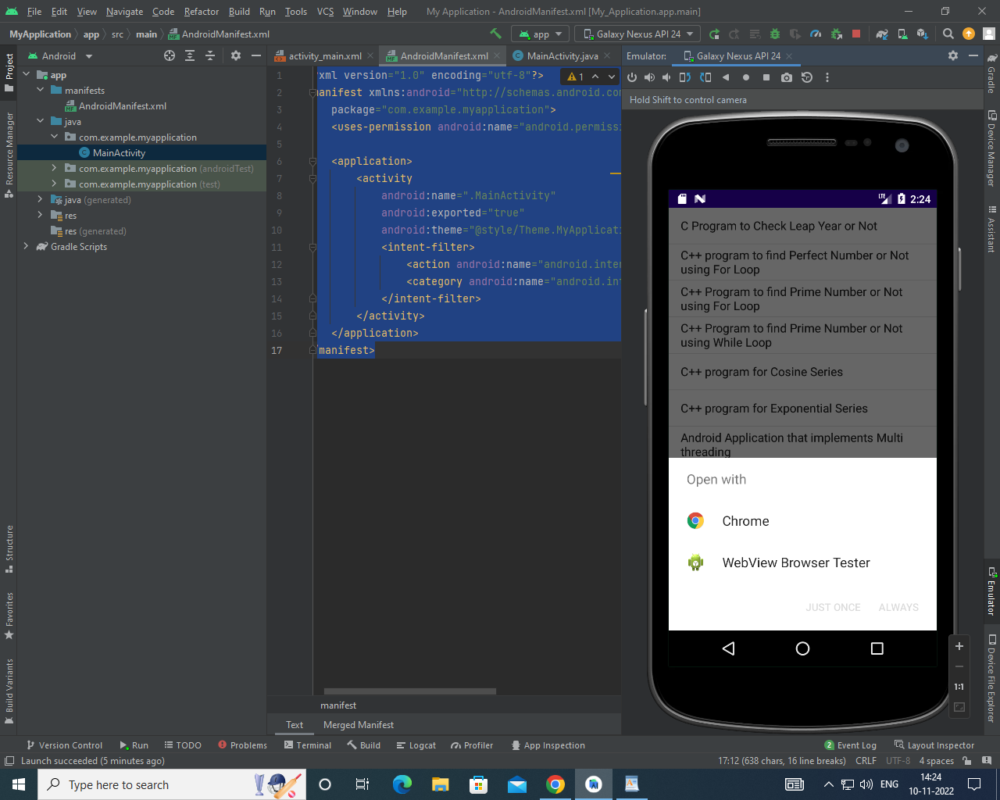 File Edit View Navigate Code Refactor Build Run Tools VCS Window Help My Application - AndroidManifest.xml [My_Application.app.main]
MyApplication app src main AndroidManifest.xml app Galaxy Nexus API 24
Android
activity_main.xml AndroidManifest.xml MainActivity.java
Emulator: Galaxy Nexus API 24
Hold Shift to control camera
Project
Resource Manager
Structure
Favorites
Build Variants
app
manifests
AndroidManifest.xml
java
com.example.myapplication
MainActivity
com.example.myapplication (androidTest)
com.example.myapplication (test)
java (generated)
res
res (generated)
Gradle Scripts
1 xml version="1.0" encoding="utf-8"?> 1
2 manifest xmlns:android="http://schemas.android.com
3 package="com.example.myapplication">
4 <uses-permission android:name="android.permissi
5
6 <application>
7 <activity
8 android:name=".MainActivity"
9 android:exported="true"
10 android:theme="@style/Theme.MyApplicati
11 <intent-filter>
12 <action android:name="android.inter
13 <category android:name="android.int
14 </intent-filter>
15 </activity>
16 </application>
17 manifest>
manifest
Text Merged Manifest
LTE 2:24
C Program to Check Leap Year or Not
C++ program to find Perfect Number or Not
using For Loop
C++ Program to find Prime Number or Not
using For Loop
C++ Program to find Prime Number or Not
using While Loop
C++ program for Cosine Series
C++ program for Exponential Series
Android Application that implements Multi
threading
Open with
Chrome
WebView Browser Tester
JUST ONCE ALWAYS
1:1
Gradle
Device Manager
Assistant
Emulator
Device File Explorer
Version Control Run TODO Problems Terminal Build Logcat Profiler App Inspection 2 Event Log Layout Inspector
Launch succeeded (5 minutes ago) 17:12 (638 chars, 16 line breaks) CRLF UTF-8 4 spaces
Type here to search
ENG
14:24
10-11-2022